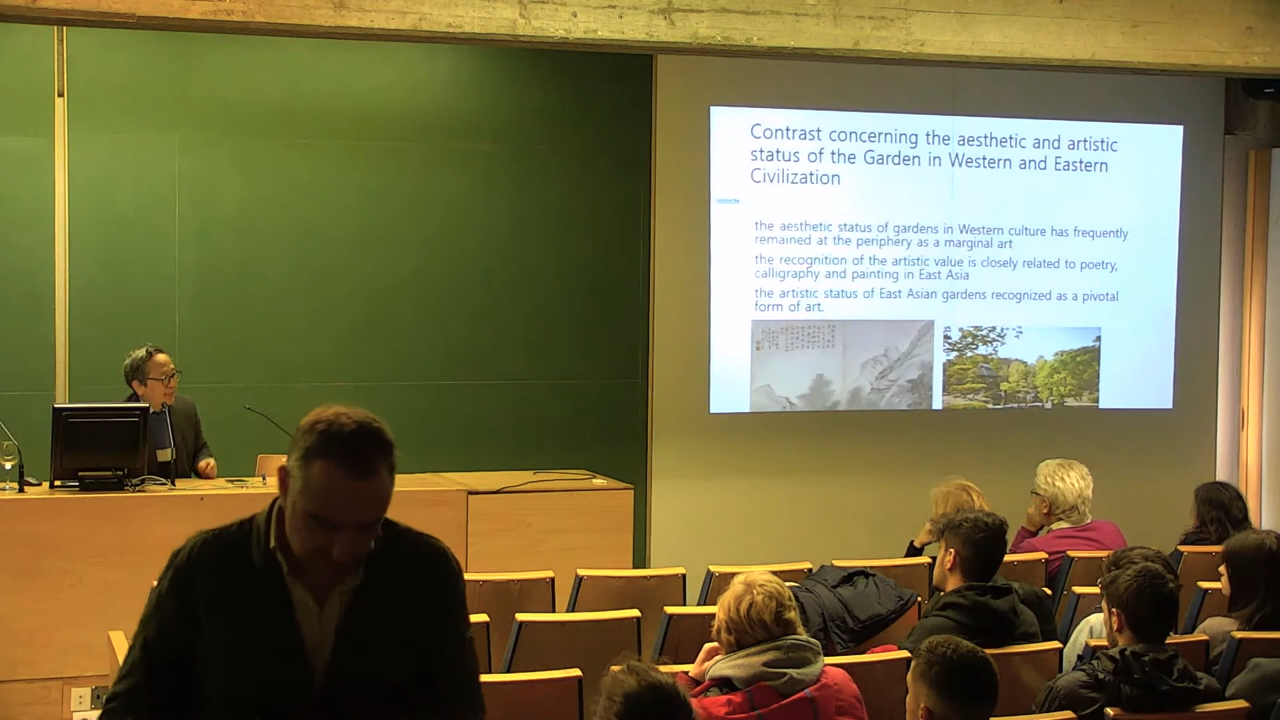 Contrast concerning the aesthetic and artistic
status of the Garden in Western and Eastern
Civilization
the aesthetic status of gardens in Western culture has frequently
remained at the periphery as a marginal art
the recognition of the artistic value is closely related to poetry,
calligraphy and painting in East Asia
the artistic status of East Asian gardens recognized as a pivotal
form of art.